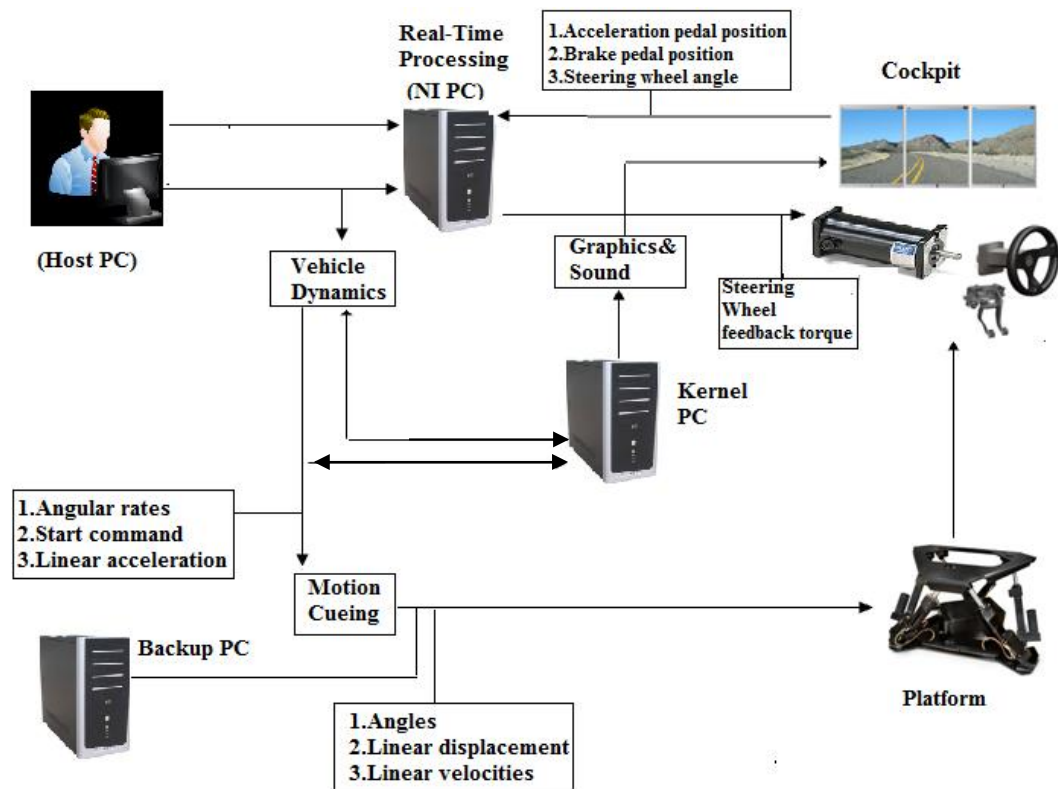 Real-Time
Processing
(NI PC)
1.Acceleration pedal position
2.Brake pedal position
3.Steering wheel angle
Cockpit
(Host PC)
Vehicle
Dynamics
Graphics&
Sound
Steering
Wheel
feedback torque
Kernel
PC
1.Angular rates
2.Start command
3.Linear acceleration
Motion
Cueing
Backup PC
Platform
1.Angles
2.Linear displacement
3.Linear velocities